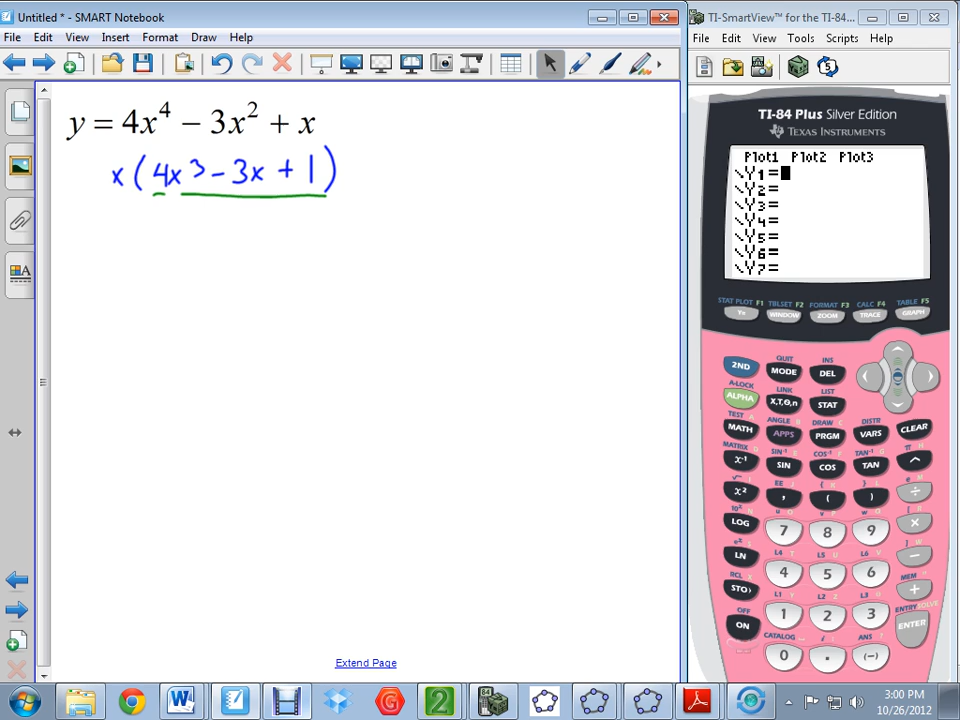 Untitled * - SMART Notebook
File Edit View Insert Format Draw Help
y = 4x⁴ − 3x² + x
x(4x³ − 3x + 1)
Extend Page
TI-SmartView™ for the TI-84...
File Edit View Tools Scripts Help
TI-84 Plus Silver Edition
TEXAS INSTRUMENTS
Plot1 Plot2 Plot3
\Y1=
\Y2=
\Y3=
\Y4=
\Y5=
\Y6=
\Y7=
STAT PLOT F1 TBLSET F2 FORMAT F3 CALC F4 TABLE F5
Y= WINDOW ZOOM TRACE GRAPH
QUIT INS
2ND MODE DEL
A-LOCK LINK LIST
ALPHA X,T,Θ,n STAT
TEST A ANGLE B DRAW C DISTR
MATH APPS PRGM VARS CLEAR
MATRIX D SIN⁻¹ E COS⁻¹ F TAN⁻¹ G π H
x⁻¹ SIN COS TAN ^
√ I EE J { K } L e M
x² , ( ) ÷
10ˣ N u O v P w Q [ R
LOG 7 8 9 ×
eˣ S L4 T L5 U L6 V ] W
LN 4 5 6 −
RCL X L1 Y L2 Z L3 θ MEM "
STO▸ 1 2 3 +
OFF CATALOG ␣ i : ANS ? ENTRY SOLVE
ON 0 . (−) ENTER
3:00 PM
10/26/2012